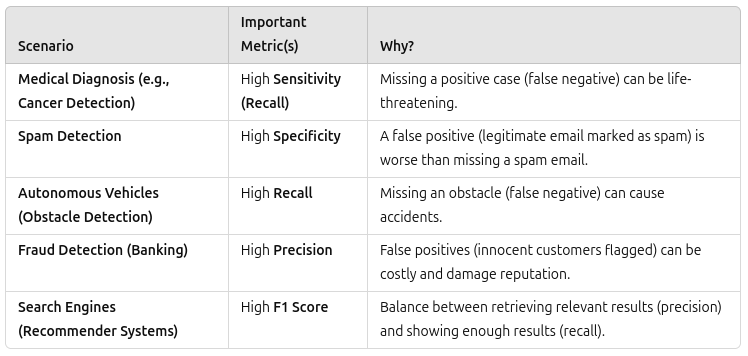 Scenario
Important
Metric(s)
Why?
Medical Diagnosis (e.g.,
Cancer Detection)
High Sensitivity
(Recall)
Missing a positive case (false negative) can be life-
threatening.
Spam Detection
High Specificity
A false positive (legitimate email marked as spam) is
worse than missing a spam email.
Autonomous Vehicles
(Obstacle Detection)
High Recall
Missing an obstacle (false negative) can cause
accidents.
Fraud Detection (Banking)
High Precision
False positives (innocent customers flagged) can be
costly and damage reputation.
Search Engines
(Recommender Systems)
High F1 Score
Balance between retrieving relevant results (precision)
and showing enough results (recall).